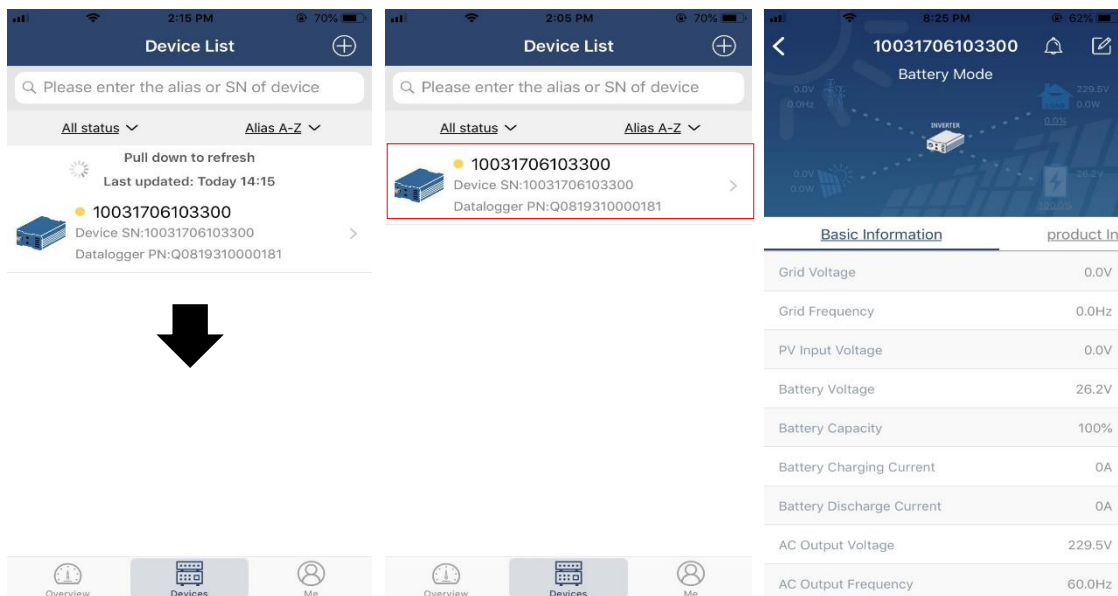 2:15 PM
70%
Device List
Please enter the alias or SN of device
All status
Alias A-Z
Pull down to refresh
Last updated: Today 14:15
10031706103300
Device SN:10031706103300
Datalogger PN:Q0819310000181
Overview
Devices
Me
2:05 PM
70%
Device List
Please enter the alias or SN of device
All status
Alias A-Z
10031706103300
Device SN:10031706103300
Datalogger PN:Q0819310000181
Overview
Devices
Me
8:25 PM
62%
10031706103300
Battery Mode
0.0V
0.0Hz
229.5V
0.0W
LOAD
0.0%
INVERTER
0.0V
0.0W
26.2V
100.0%
Basic Information
product In
Grid Voltage
0.0V
Grid Frequency
0.0Hz
PV Input Voltage
0.0V
Battery Voltage
26.2V
Battery Capacity
100%
Battery Charging Current
0A
Battery Discharge Current
0A
AC Output Voltage
229.5V
AC Output Frequency
60.0Hz